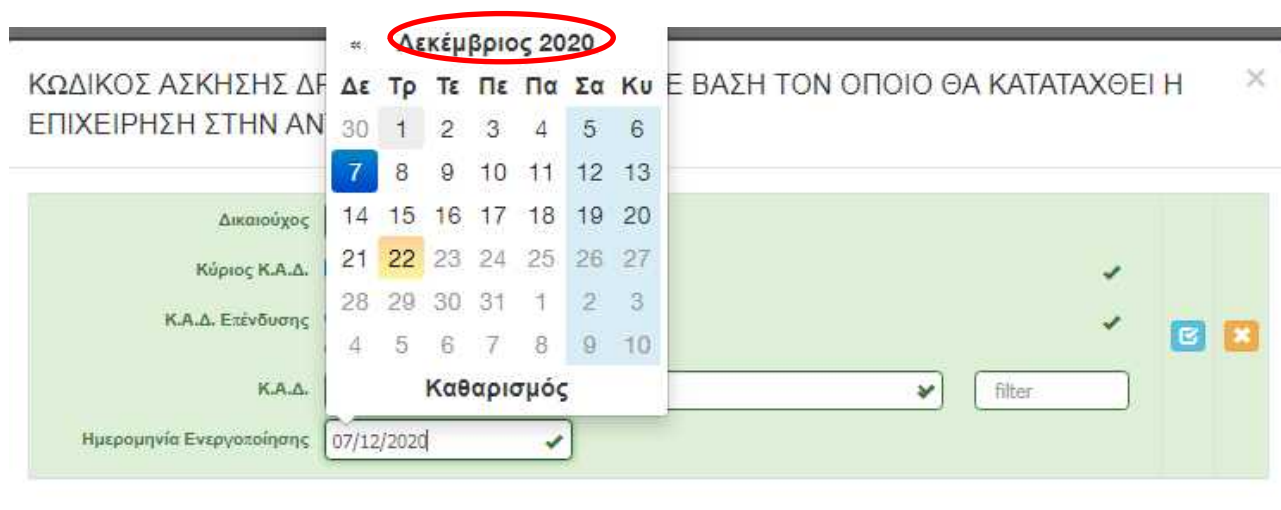 « Δεκέμβριος 2020
ΚΩΔΙΚΟΣ ΑΣΚΗΣΗΣ Ε ΒΑΣΗ ΤΟΝ ΟΠΟΙΟ ΘΑ ΚΑΤΑΤΑΧΘΕΙ Η
ΕΠΙΧΕΙΡΗΣΗ ΣΤΗΝ ΑΝ
Δε Τρ Τε Πε Πα Σα Κυ
30 1 2 3 4 5 6
7 8 9 10 11 12 13
14 15 16 17 18 19 20
21 22 23 24 25 26 27
28 29 30 31 1 2 3
4 5 6 7 8 9 10
Καθαρισμός
Δικαιούχος
Κύριος Κ.Α.Δ.
Κ.Α.Δ. Επένδυσης
Κ.Α.Δ.
filter
Ημερομηνία Ενεργοποίησης 07/12/2020